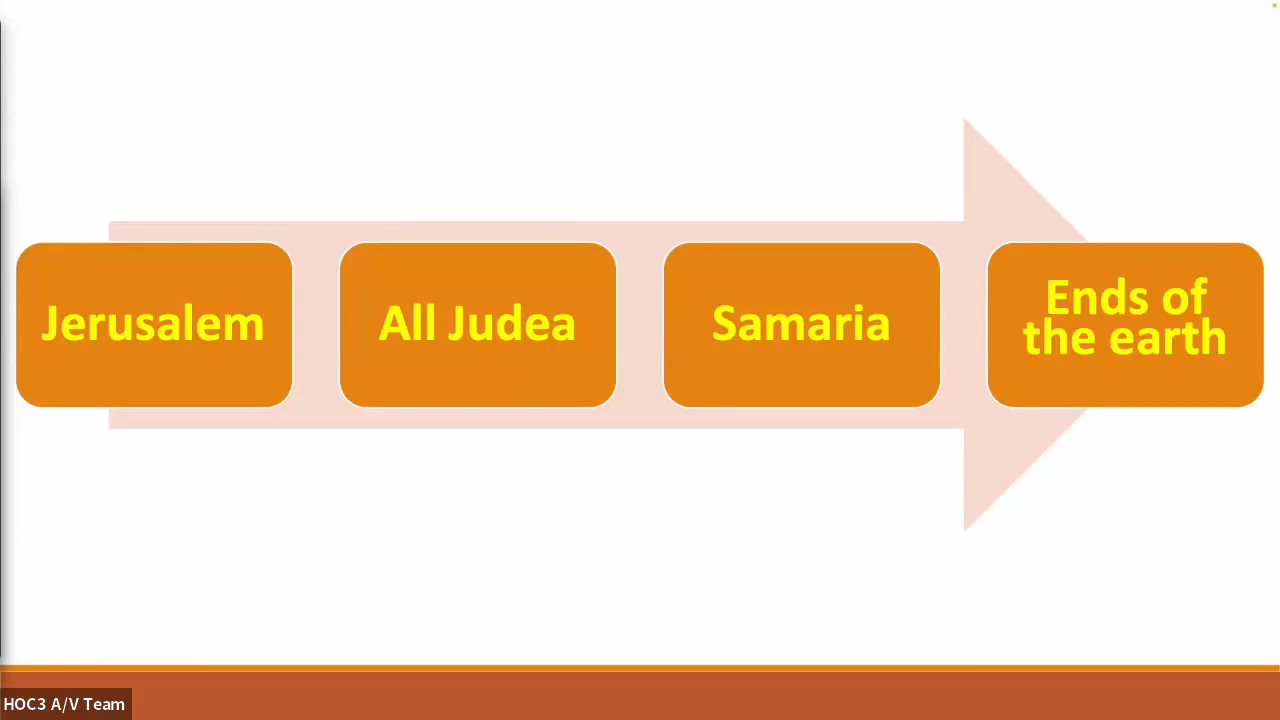 Jerusalem
All Judea
Samaria
Ends of
the earth
HOC3 A/V Team